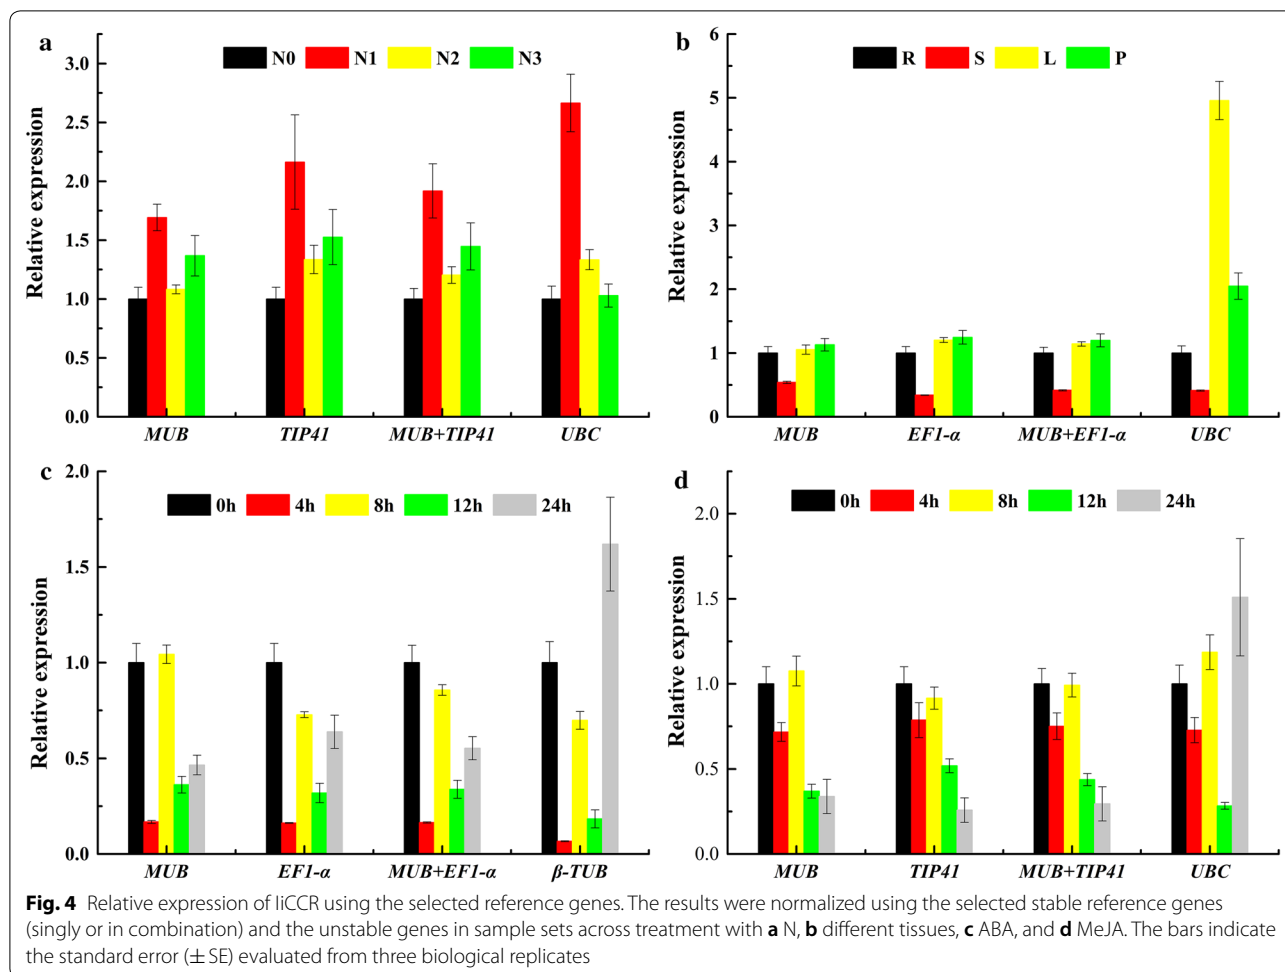 a
N0 N1 N2 N3
3.0
2.5
2.0
1.5
1.0
0.5
0.0
Relative expression
MUB TIP41 MUB+TIP41 UBC
b
R S L P
6
5
4
3
2
1
0
Relative expression
MUB EF1-α MUB+EF1-α UBC
c
0h 4h 8h 12h 24h
2.0
1.5
1.0
0.5
0.0
Relative expression
MUB EF1-α MUB+EF1-α β-TUB
d
0h 4h 8h 12h 24h
2.0
1.5
1.0
0.5
0.0
Relative expression
MUB TIP41 MUB+TIP41 UBC
Fig. 4 Relative expression of IiCCR using the selected reference genes. The results were normalized using the selected stable reference genes
(singly or in combination) and the unstable genes in sample sets across treatment with a N, b different tissues, c ABA, and d MeJA. The bars indicate
the standard error (± SE) evaluated from three biological replicates